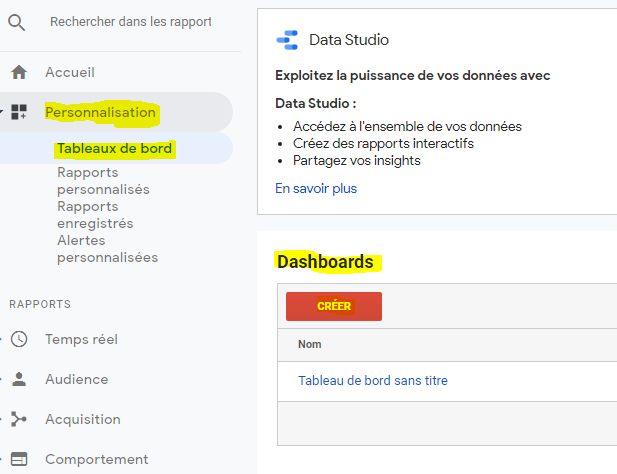 Rechercher dans les rapport
Accueil
Personnalisation
Tableaux de bord
Rapports
personnalisés
Rapports
enregistrés
Alertes
personnalisées
RAPPORTS
Temps réel
Audience
Acquisition
Comportement
Data Studio
Exploitez la puissance de vos données avec
Data Studio :
• Accédez à l'ensemble de vos données
• Créez des rapports interactifs
• Partagez vos insights
En savoir plus
Dashboards
CRÉER
Nom
Tableau de bord sans titre